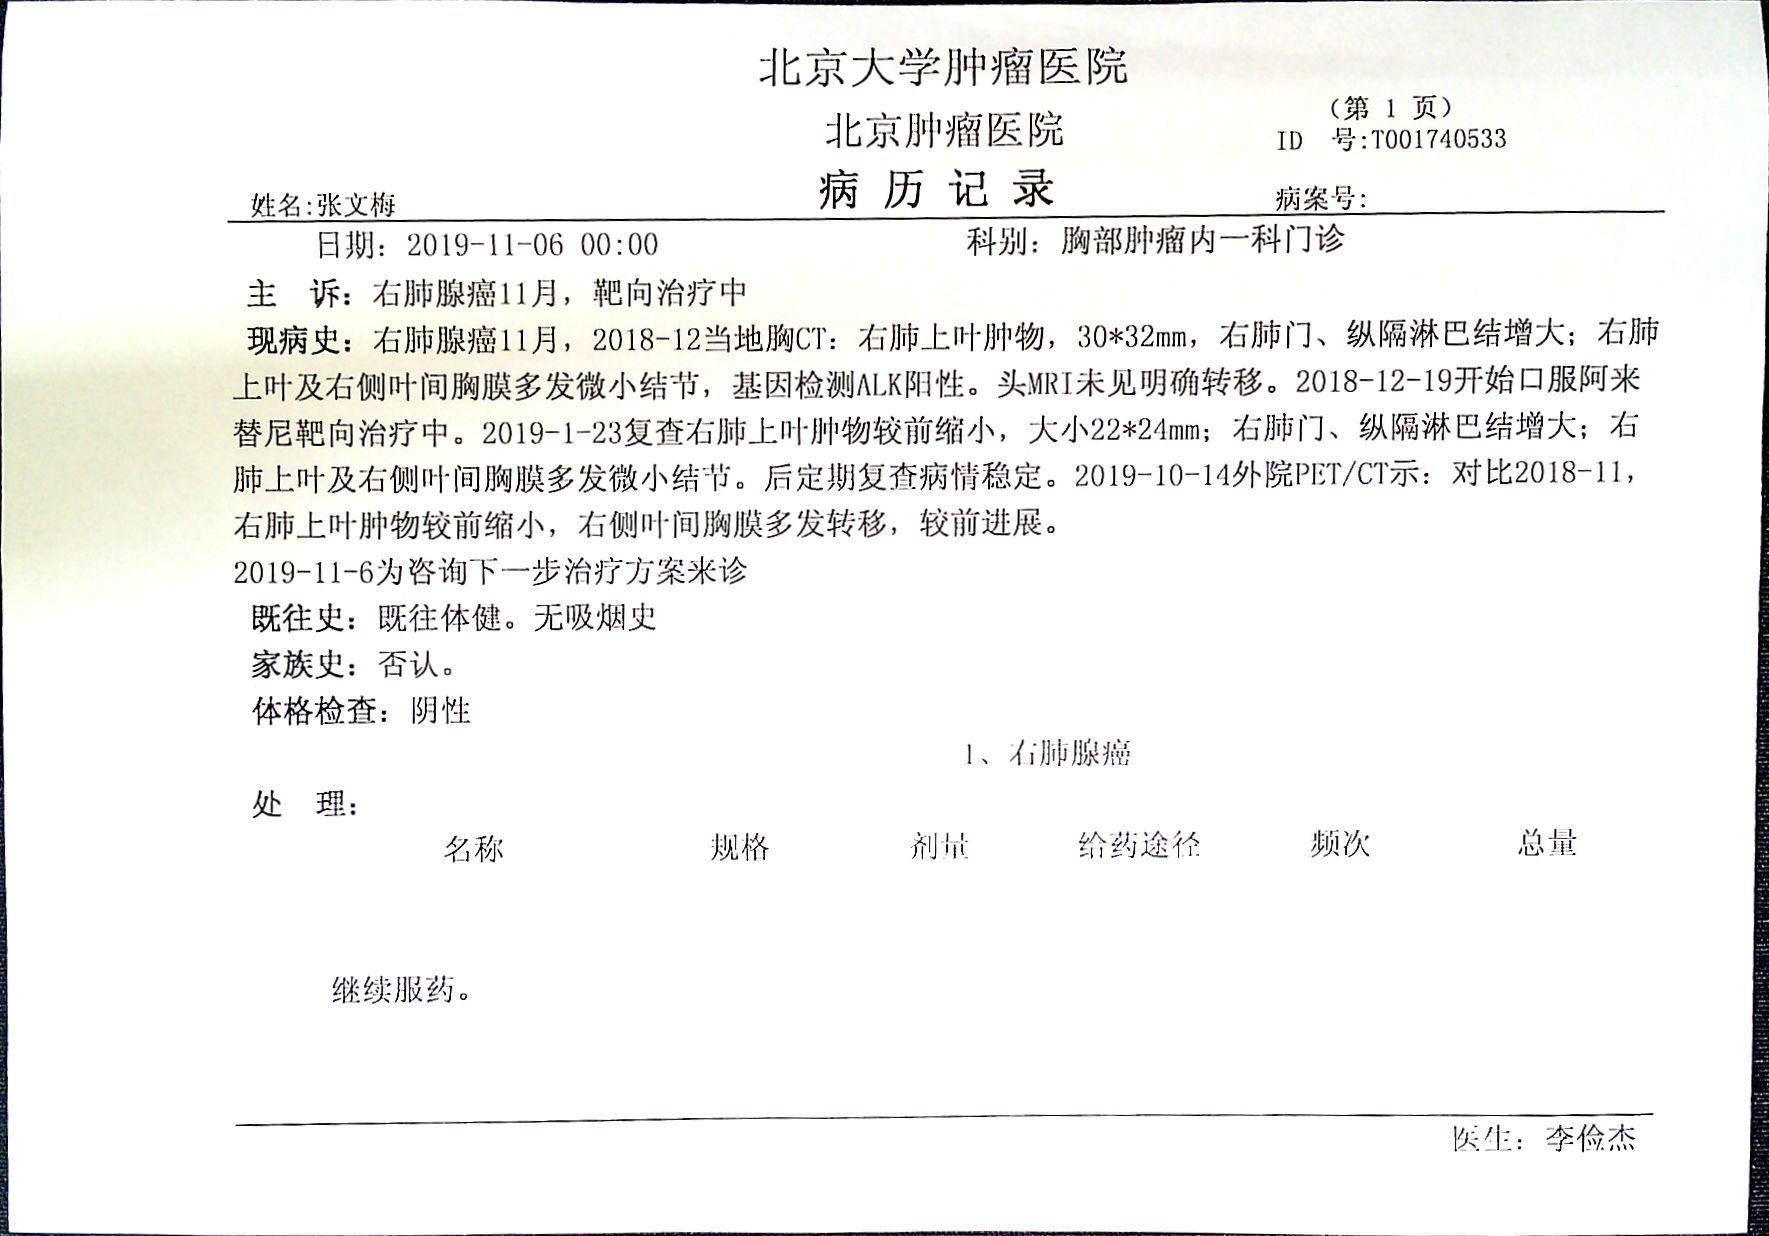 北京大学肿瘤医院
（第 1 页）
北京肿瘤医院
ID 号:T001740533
病 历 记 录
姓名:张文梅
病案号:
日期：2019-11-06 00:00 科别：胸部肿瘤内一科门诊
主 诉：右肺腺癌11月，靶向治疗中
现病史：右肺腺癌11月，2018-12当地胸CT：右肺上叶肿物，30*32mm，右肺门、纵隔淋巴结增大；右肺
上叶及右侧叶间胸膜多发微小结节，基因检测ALK阳性。头MRI未见明确转移。2018-12-19开始口服阿来
替尼靶向治疗中。2019-1-23复查右肺上叶肿物较前缩小，大小22*24mm；右肺门、纵隔淋巴结增大；右
肺上叶及右侧叶间胸膜多发微小结节。后定期复查病情稳定。2019-10-14外院PET/CT示：对比2018-11，
右肺上叶肿物较前缩小，右侧叶间胸膜多发转移，较前进展。
2019-11-6为咨询下一步治疗方案来诊
既往史：既往体健。无吸烟史
家族史：否认。
体格检查：阴性
1、右肺腺癌
处 理：
名称 规格 剂量 给药途径 频次 总量
继续服药。
医生：李俭杰